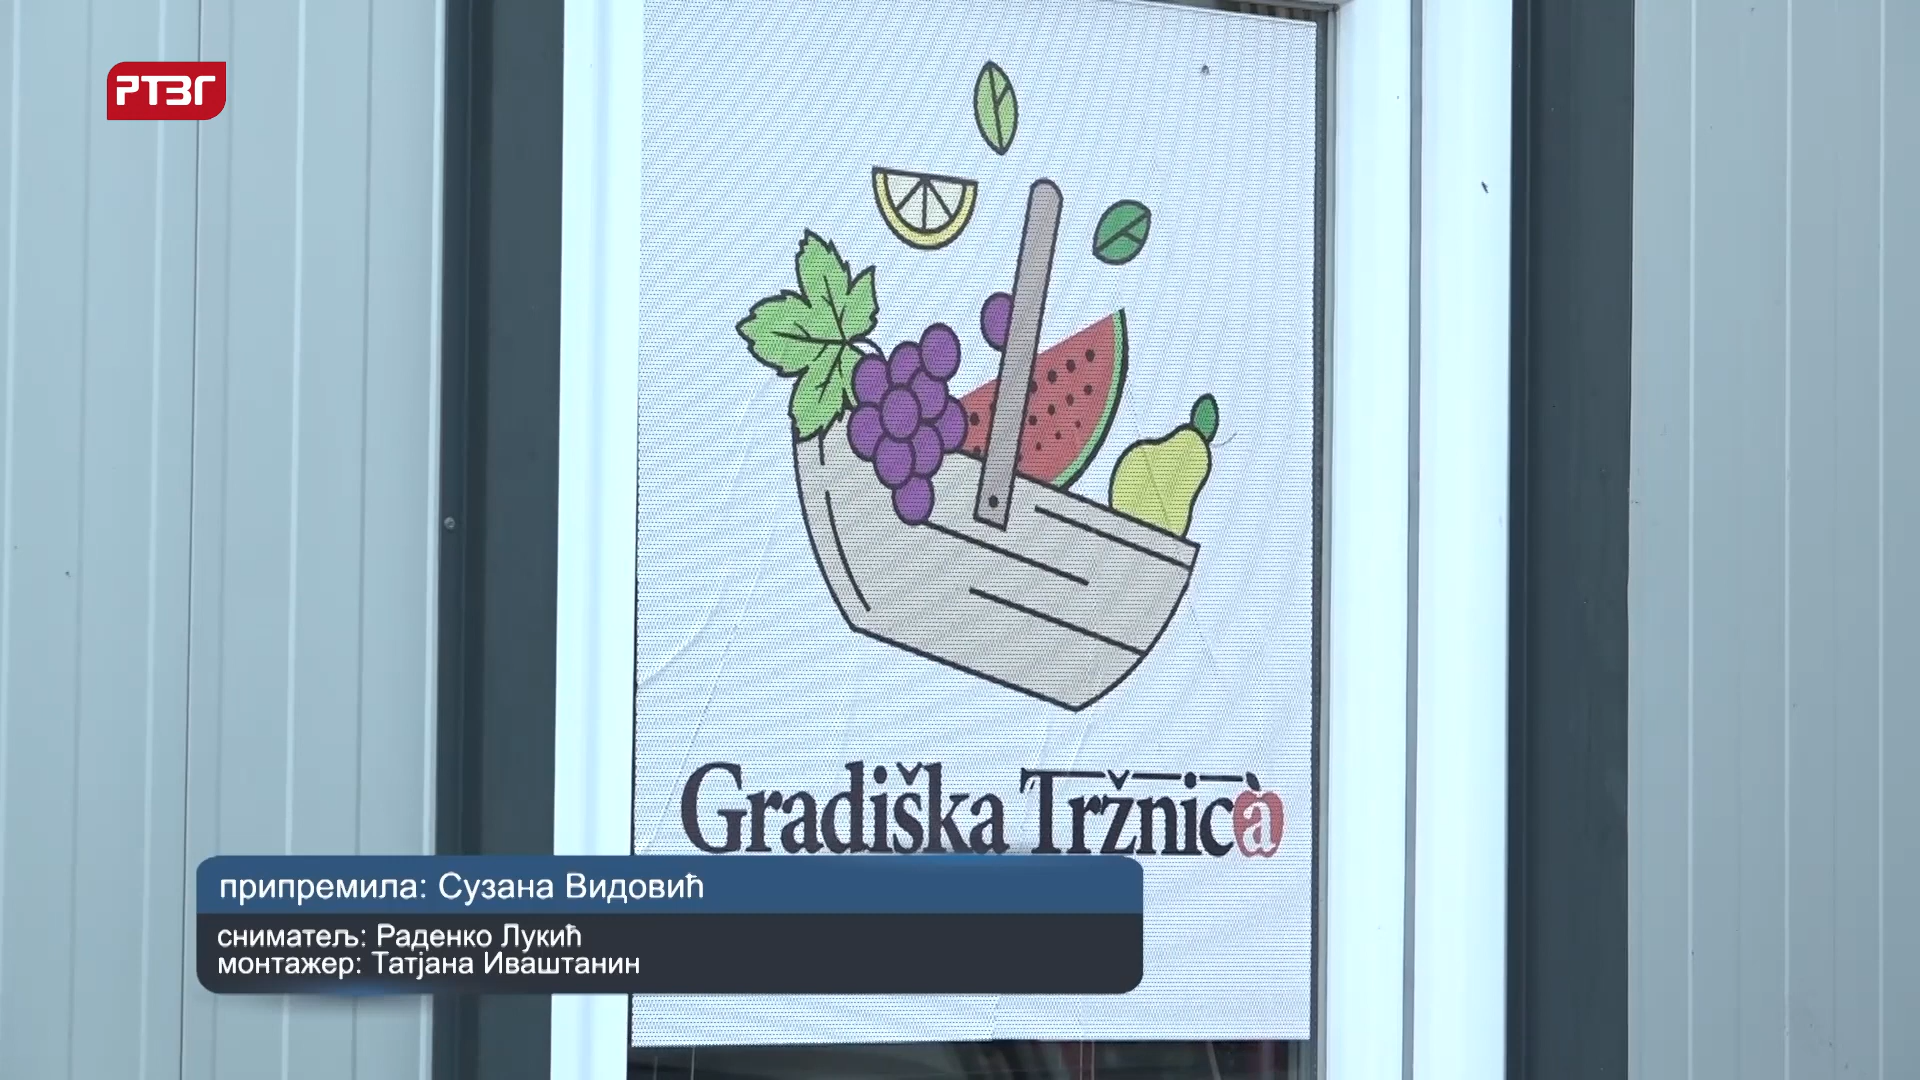 РТВГ
Gradiška Tržnica
припремила: Сузана Видовић
сниматељ: Раденко Лукић
монтажер: Татјана Иваштанин